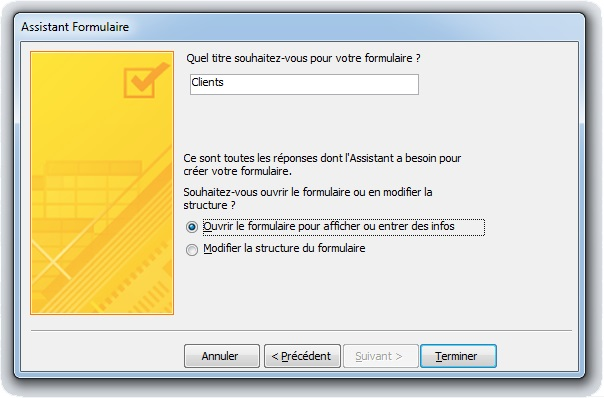 Assistant Formulaire
Quel titre souhaitez-vous pour votre formulaire ?
Clients
Ce sont toutes les réponses dont l'Assistant a besoin pour
créer votre formulaire.
Souhaitez-vous ouvrir le formulaire ou en modifier la
structure ?
Ouvrir le formulaire pour afficher ou entrer des infos
Modifier la structure du formulaire
Annuler
< Précédent
Suivant >
Terminer